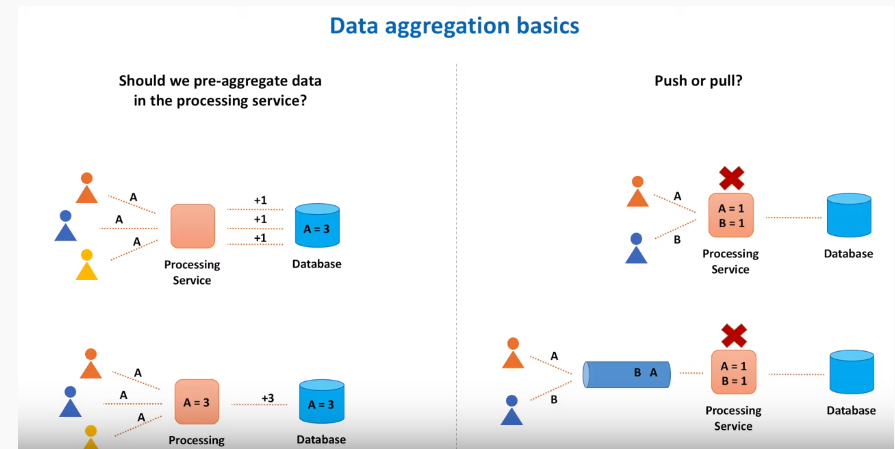 Data aggregation basics
Should we pre-aggregate data
in the processing service?
A
A
A
+1
+1
+1
A = 3
Processing
Service
Database
A
A
A
A = 3
+3
A = 3
Processing
Database
Push or pull?
A
B
A = 1
B = 1
Processing
Service
Database
A
B
B A
A = 1
B = 1
Processing
Service
Database